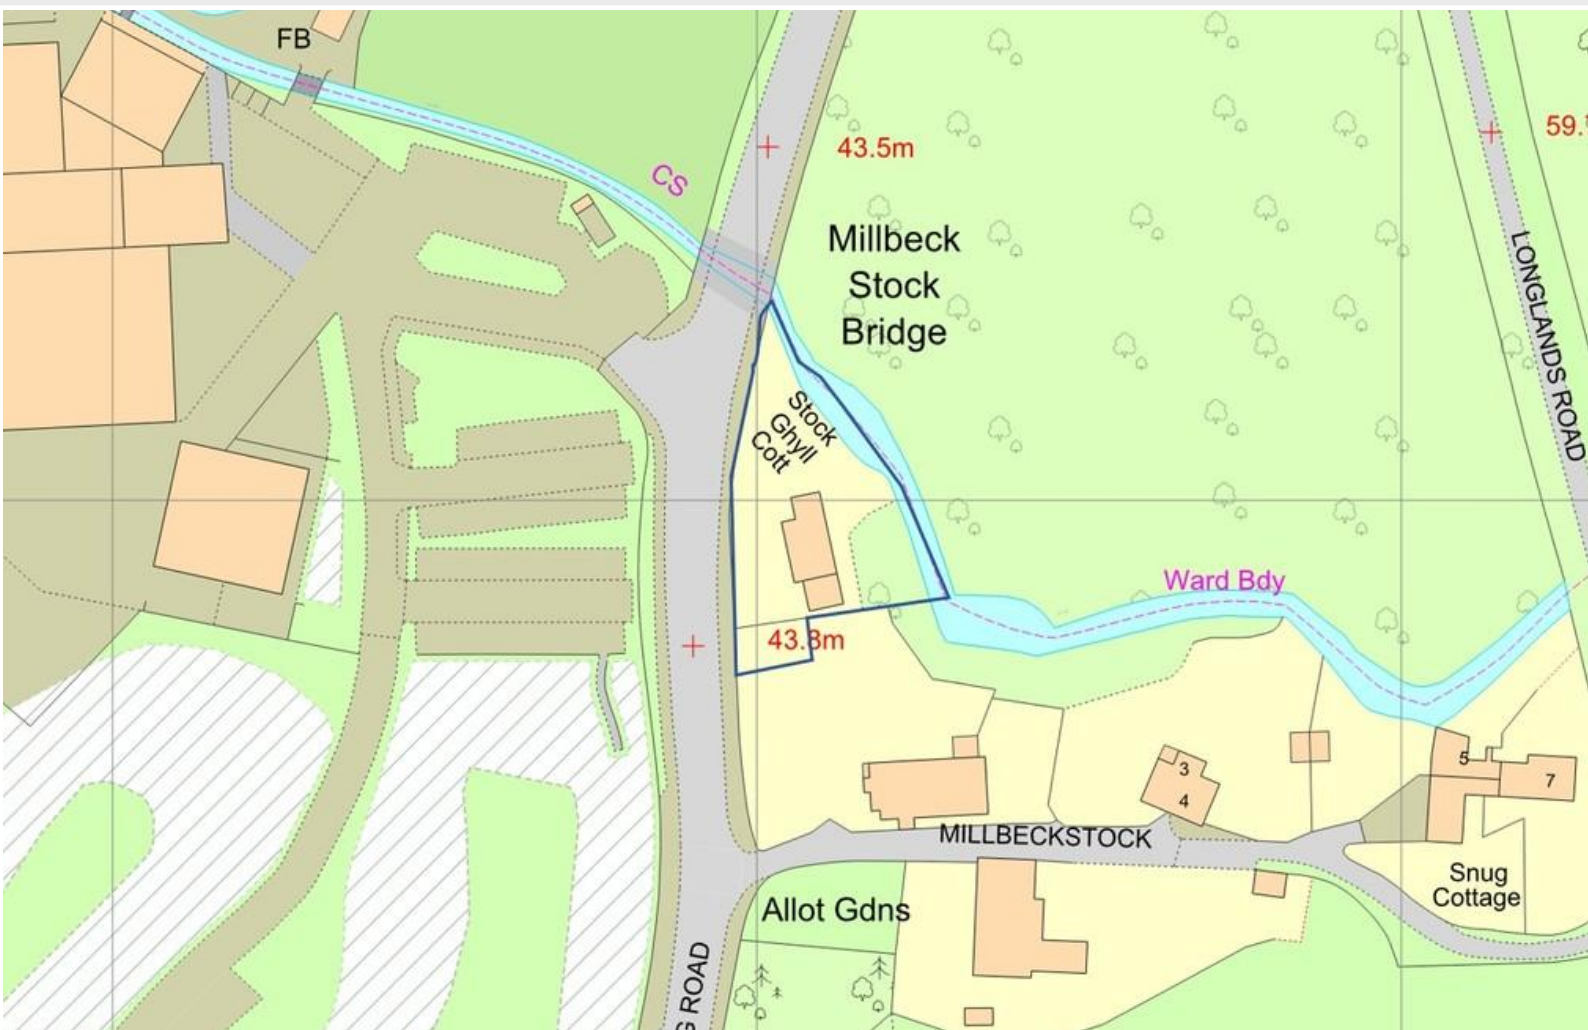 FB
CS
43.5m
59.
Millbeck
Stock
Bridge
LONGLANDS ROAD
Stock
Ghyll
Cott
Ward Bdy
43.8m
5
7
3
4
MILLBECKSTOCK
Snug
Cottage
Allot Gdns
G ROAD